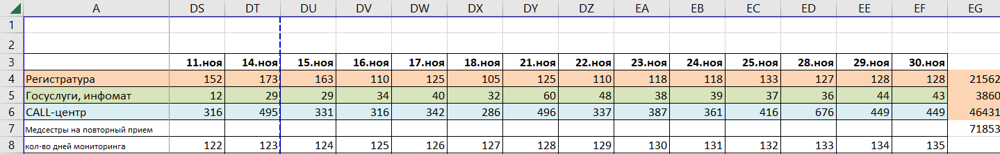 A DS DT DU DV DW DX DY DZ EA EB EC ED EE EF EG
1
2
3 11.ноя 14.ноя 15.ноя 16.ноя 17.ноя 18.ноя 21.ноя 22.ноя 23.ноя 24.ноя 25.ноя 28.ноя 29.ноя 30.ноя
4 Регистратура 152 173 163 110 125 105 125 110 118 118 133 127 128 128 21562
5 Госуслуги, инфомат 12 29 29 34 40 32 60 48 38 39 37 36 44 43 3860
6 CALL-центр 316 495 331 316 342 286 496 337 387 361 416 676 449 449 46431
7 Медсестры на повторный прием 71853
8 кол-во дней мониторинга 122 123 124 125 126 127 128 129 130 131 132 133 134 135